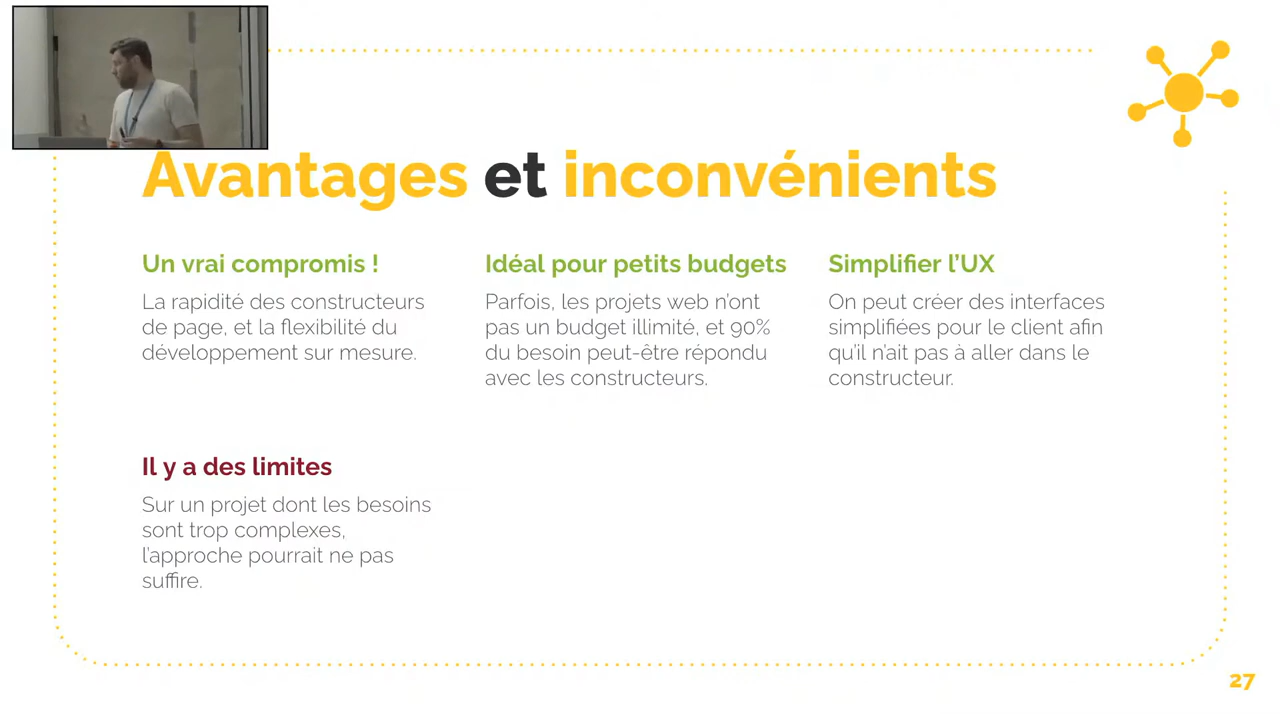 Avantages et inconvénients
Un vrai compromis !
La rapidité des constructeurs
de page, et la flexibilité du
développement sur mesure.
Idéal pour petits budgets
Parfois, les projets web n'ont
pas un budget illimité, et 90%
du besoin peut-être répondu
avec les constructeurs.
Simplifier l'UX
On peut créer des interfaces
simplifiées pour le client afin
qu'il n'ait pas à aller dans le
constructeur.
Il y a des limites
Sur un projet dont les besoins
sont trop complexes,
l'approche pourrait ne pas
suffire.
27